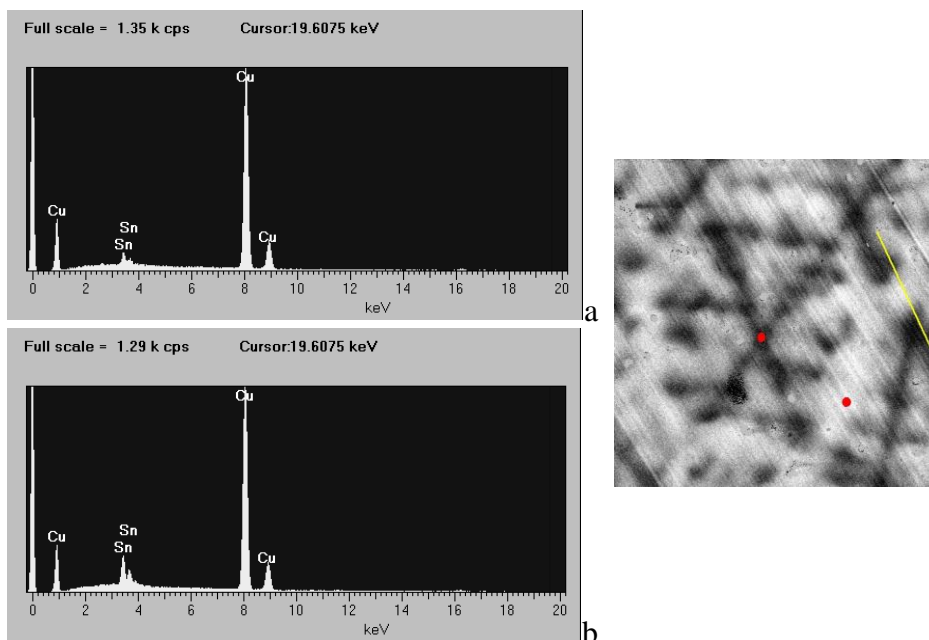 Full scale = 1.35 k cps Cursor:19.6075 keV
Cu
Cu
Sn
Sn
Cu
0 2 4 6 8 10 12 14 16 18 20
keV
a
Full scale = 1.29 k cps Cursor:19.6075 keV
Cu
Cu
Sn
Sn
Cu
0 2 4 6 8 10 12 14 16 18 20
keV
b